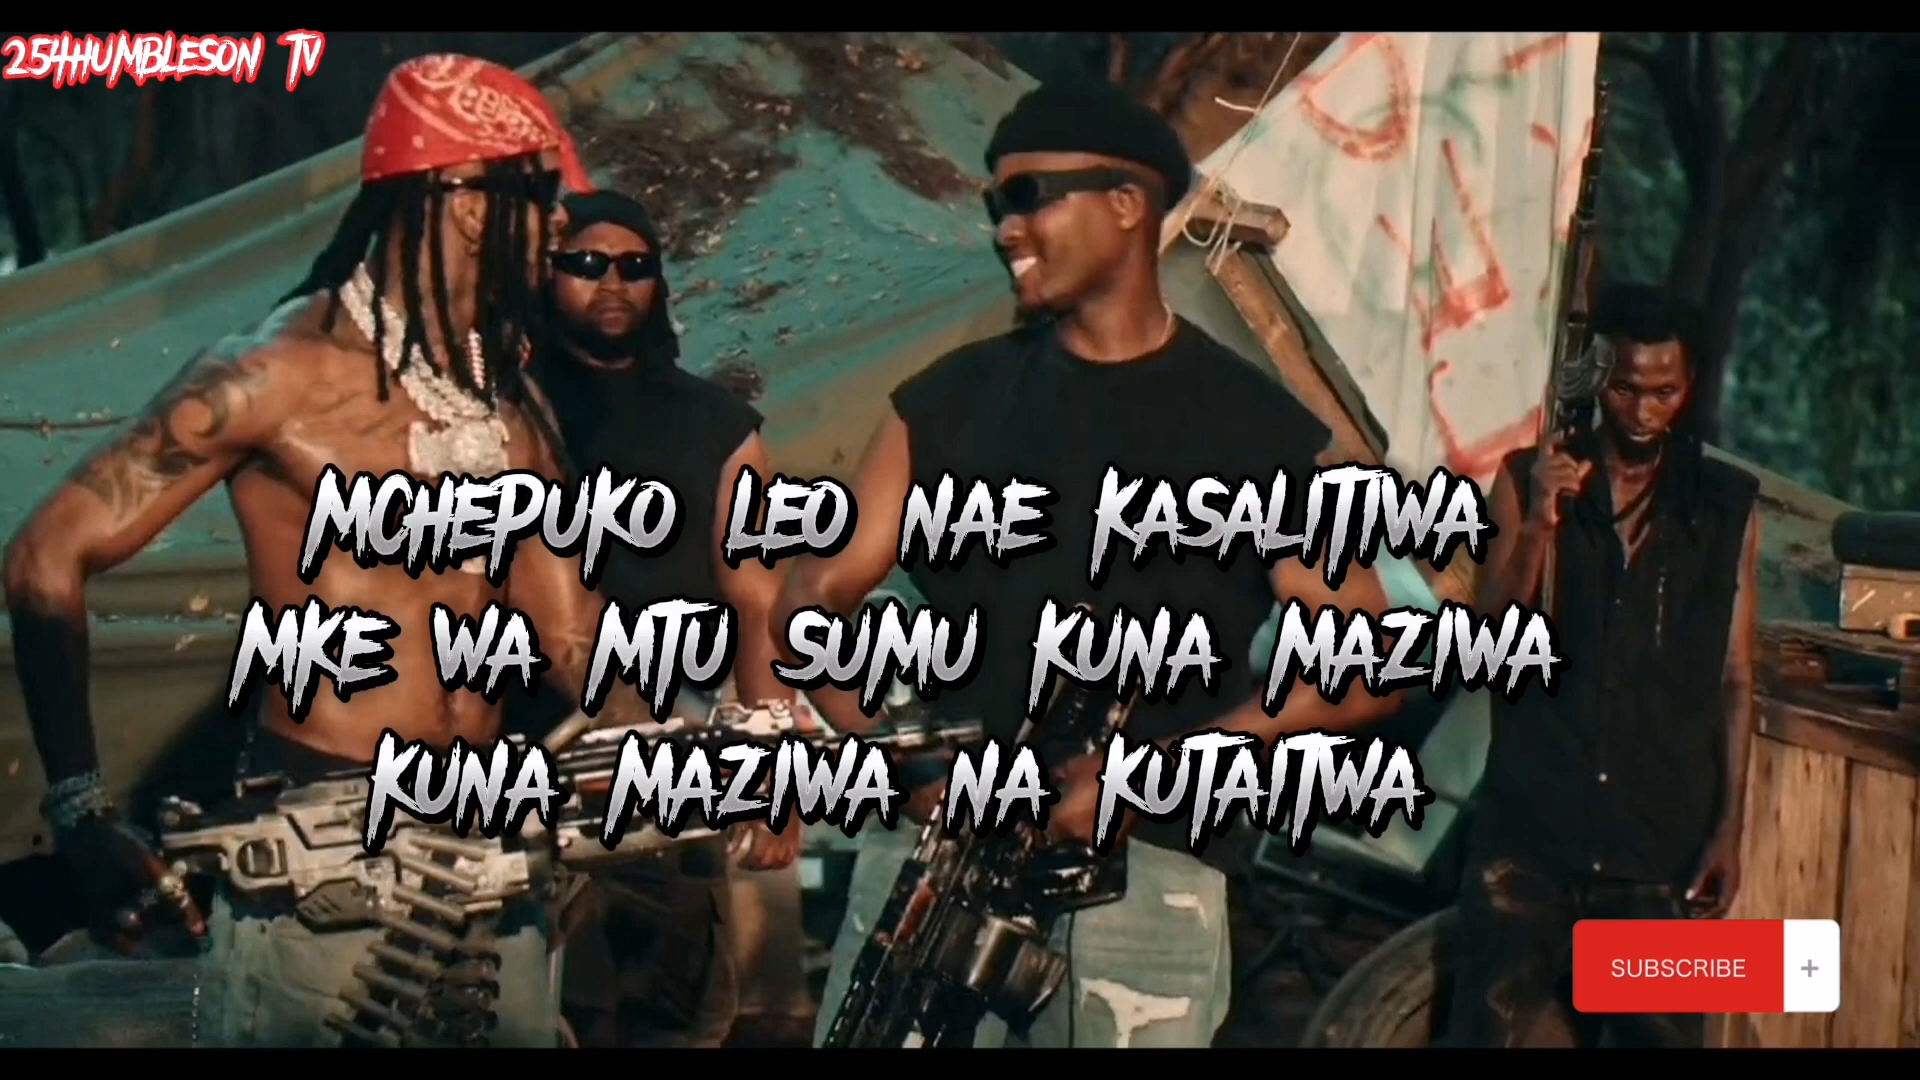 254HUMBLESON TV
MCHEPUKO LEO NAE KASALITIWA
MKE WA MTU SUMU KUNA MAZIWA
KUNA MAZIWA NA KUTAITWA
SUBSCRIBE +